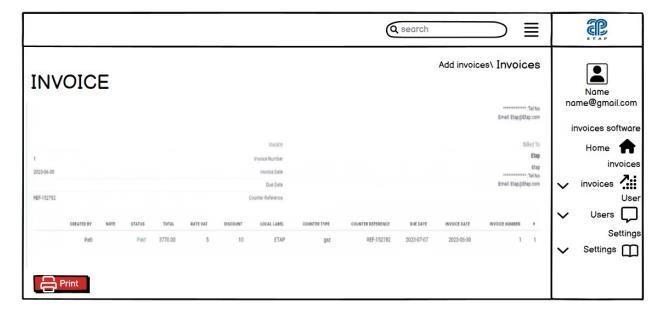 search
ETAP
Add invoices\ Invoices
INVOICE
Tel No
Email: Etap@Etap.com
Invoice
Billed To
1
Invoice Number
Etap
2023-06-30
Invoice Date
Etap
Tel No
Due Date
Email: Etap@Etap.com
REF-152782
Counter Reference
CREATED BY NOTE STATUS TOTAL RATE VAT DISCOUNT LOCAL LABEL COUNTER TYPE COUNTER REFERENCE DUE DATE INVOICE DATE INVOICE NUMBER #
Paid 3770.00 5 10 ETAP gaz REF-152782 2023-07-07 2023-06-30 1 1
Print
Name
name@gmail.com
invoices software
Home
invoices
invoices
User
Users
Settings
Settings